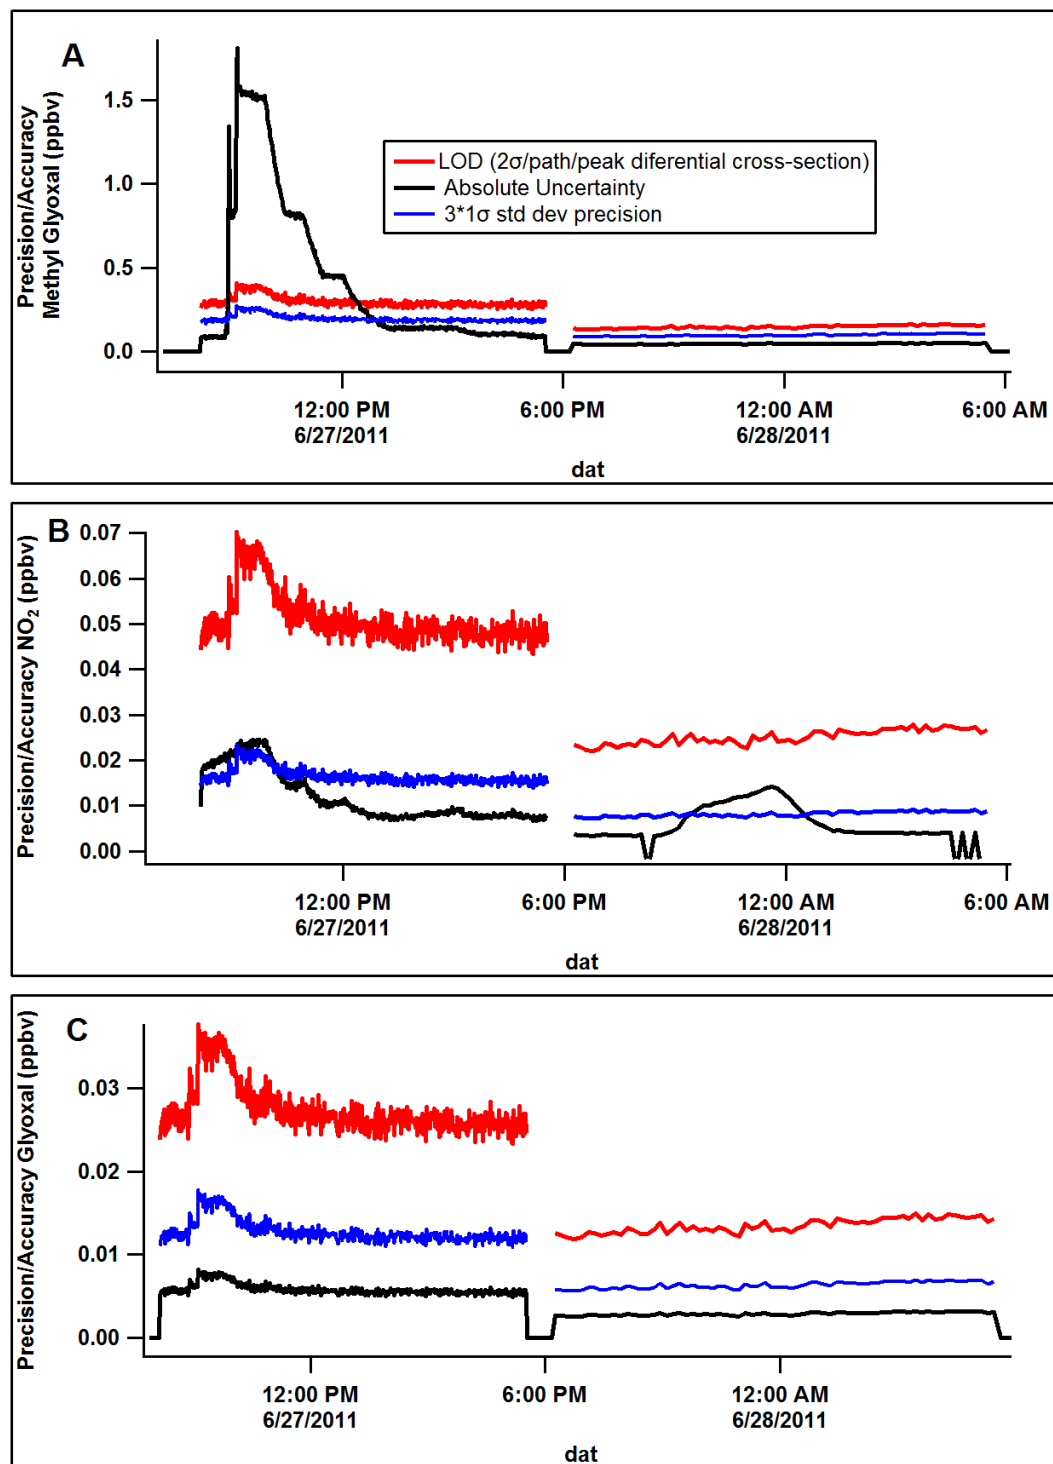 A
Precision/Accuracy
Methyl Glyoxal (ppbv)
1.5
1.0
0.5
0.0
LOD (2σ/path/peak diferential cross-section)
Absolute Uncertainty
3*1σ std dev precision
12:00 PM
6/27/2011
6:00 PM
12:00 AM
6/28/2011
6:00 AM
dat
B
Precision/Accuracy NO₂ (ppbv)
0.07
0.06
0.05
0.04
0.03
0.02
0.01
0.00
12:00 PM
6/27/2011
6:00 PM
12:00 AM
6/28/2011
6:00 AM
dat
C
Precision/Accuracy Glyoxal (ppbv)
0.03
0.02
0.01
0.00
12:00 PM
6/27/2011
6:00 PM
12:00 AM
6/28/2011
dat